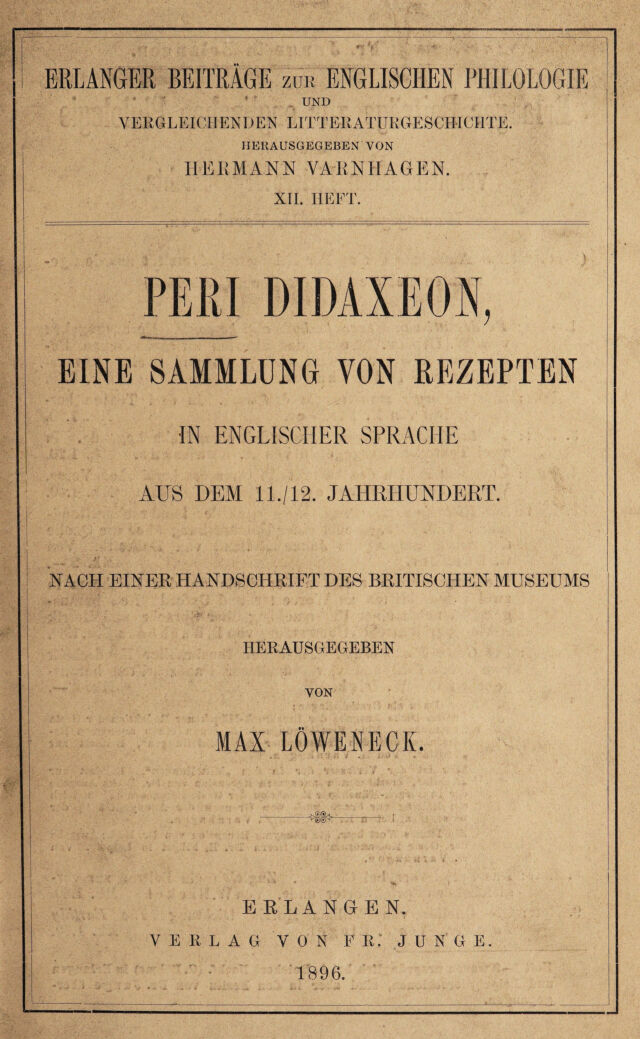 ERLANGER BEITRÄGE ZUR ENGLISCHEN PHILOLOGIE
UND
VERGLEICHENDEN LITTERATURGESCHICHTE.
HERAUSGEGEBEN VON
HERMANN VARNHAGEN.
XII. HEFT.
PERI DIDAXEON,
EINE SAMMLUNG VON REZEPTEN
IN ENGLISCHER SPRACHE
AUS DEM 11./12. JAHRHUNDERT.
NACH EINER HANDSCHRIFT DES BRITISCHEN MUSEUMS
HERAUSGEGEBEN
VON
MAX LÖWENECK.
ERLANGEN.
VERLAG VON FR. JUNGE.
1896.